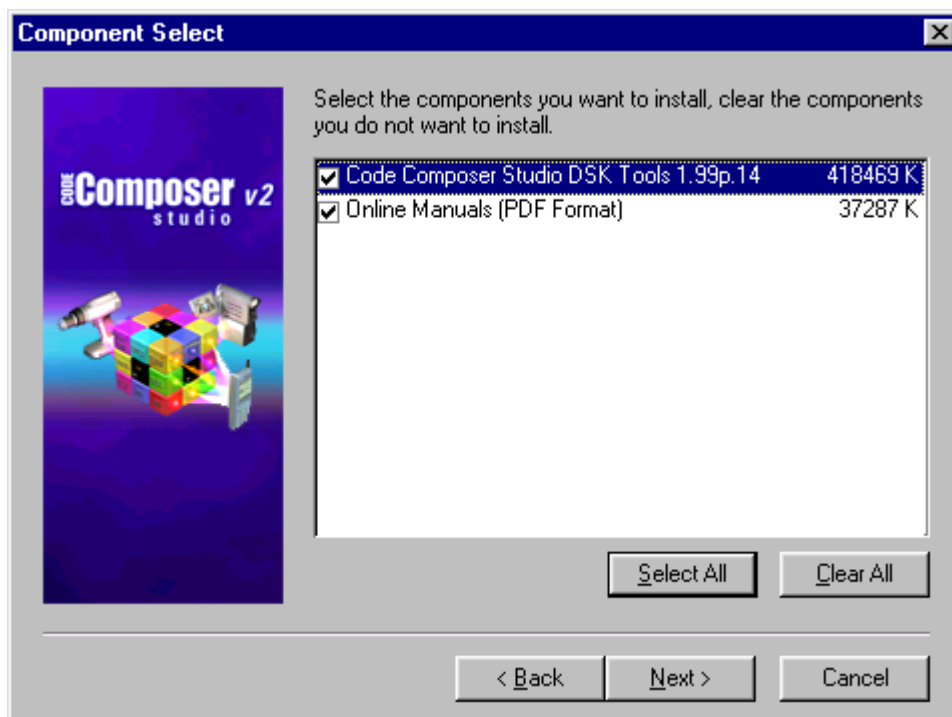 Component Select
Select the components you want to install, clear the components
you do not want to install.
CODE Composer v2
studio
Code Composer Studio DSK Tools 1.99p.14 418469 K
Online Manuals (PDF Format) 37287 K
Select All Clear All
< Back Next > Cancel